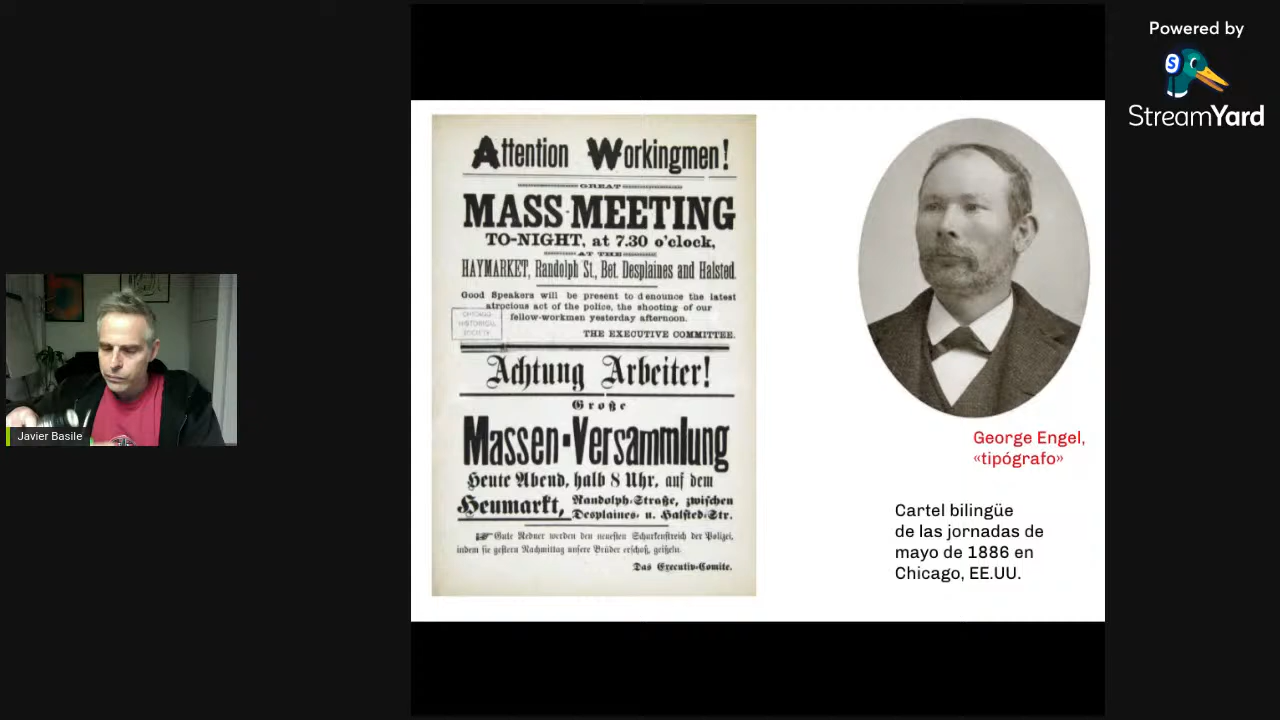 Powered by
StreamYard
Attention Workingmen!
GREAT
MASS MEETING
TO-NIGHT, at 7.30 o'clock,
AT THE
HAYMARKET, Randolph St., Bet. Desplaines and Halsted.
Good Speakers will be present to denounce the latest
atrocious act of the police, the shooting of our
fellow-workmen yesterday afternoon.
CHICAGO
HISTORICAL
SOCIETY
THE EXECUTIVE COMMITTEE.
Achtung Arbeiter!
Große
Massen-Versammlung
Heute Abend, halb 8 Uhr, auf dem
Heumarkt, Randolph-Straße, zwischen
Desplaines- u. Halsted-Str.
Gute Redner werden den neuesten Schurkenstreich der Polizei,
indem sie gestern Nachmittag unsere Brüder erschoß, geißeln.
Das Executiv-Comite.
George Engel,
«tipógrafo»
Cartel bilingüe
de las jornadas de
mayo de 1886 en
Chicago, EE.UU.
Javier Basile